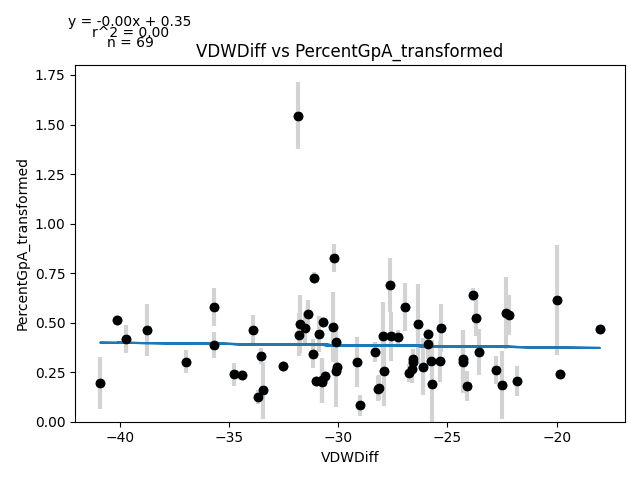 y = -0.00x + 0.35
r^2 = 0.00
n = 69
VDWDiff vs PercentGpA_transformed
1.75
1.50
1.25
1.00
0.75
0.50
0.25
0.00
PercentGpA_transformed
−40 −35 −30 −25 −20
VDWDiff